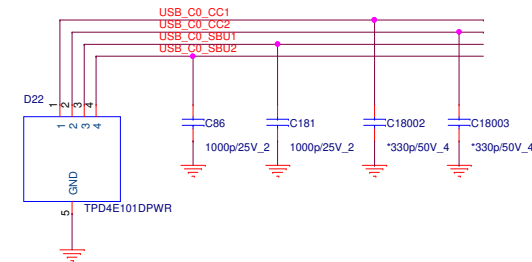 USB_C0_CC1
USB_C0_CC2
USB_C0_SBU1
USB_C0_SBU2
D22
1
2
3
4
1
2
3
4
C86
C181
C18002
C18003
1000p/25V_2
1000p/25V_2
*330p/50V_4
*330p/50V_4
GND
5
TPD4E101DPWR